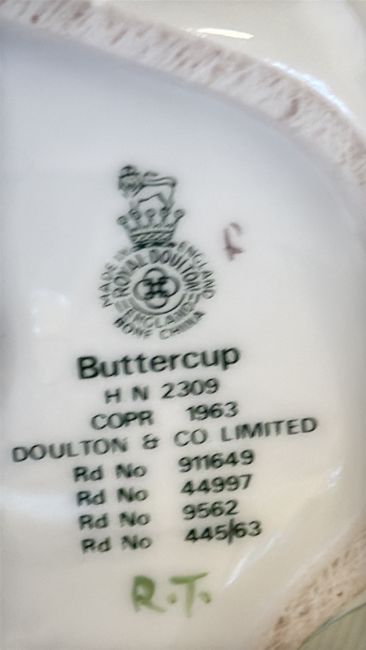 MADE IN ENGLAND
ROYAL DOULTON
ENGLAND
BONE CHINA
Buttercup
H N 2309
COPR 1963
DOULTON & CO LIMITED
Rd No 911649
Rd No 44997
Rd No 9562
Rd No 445/63
R.T.